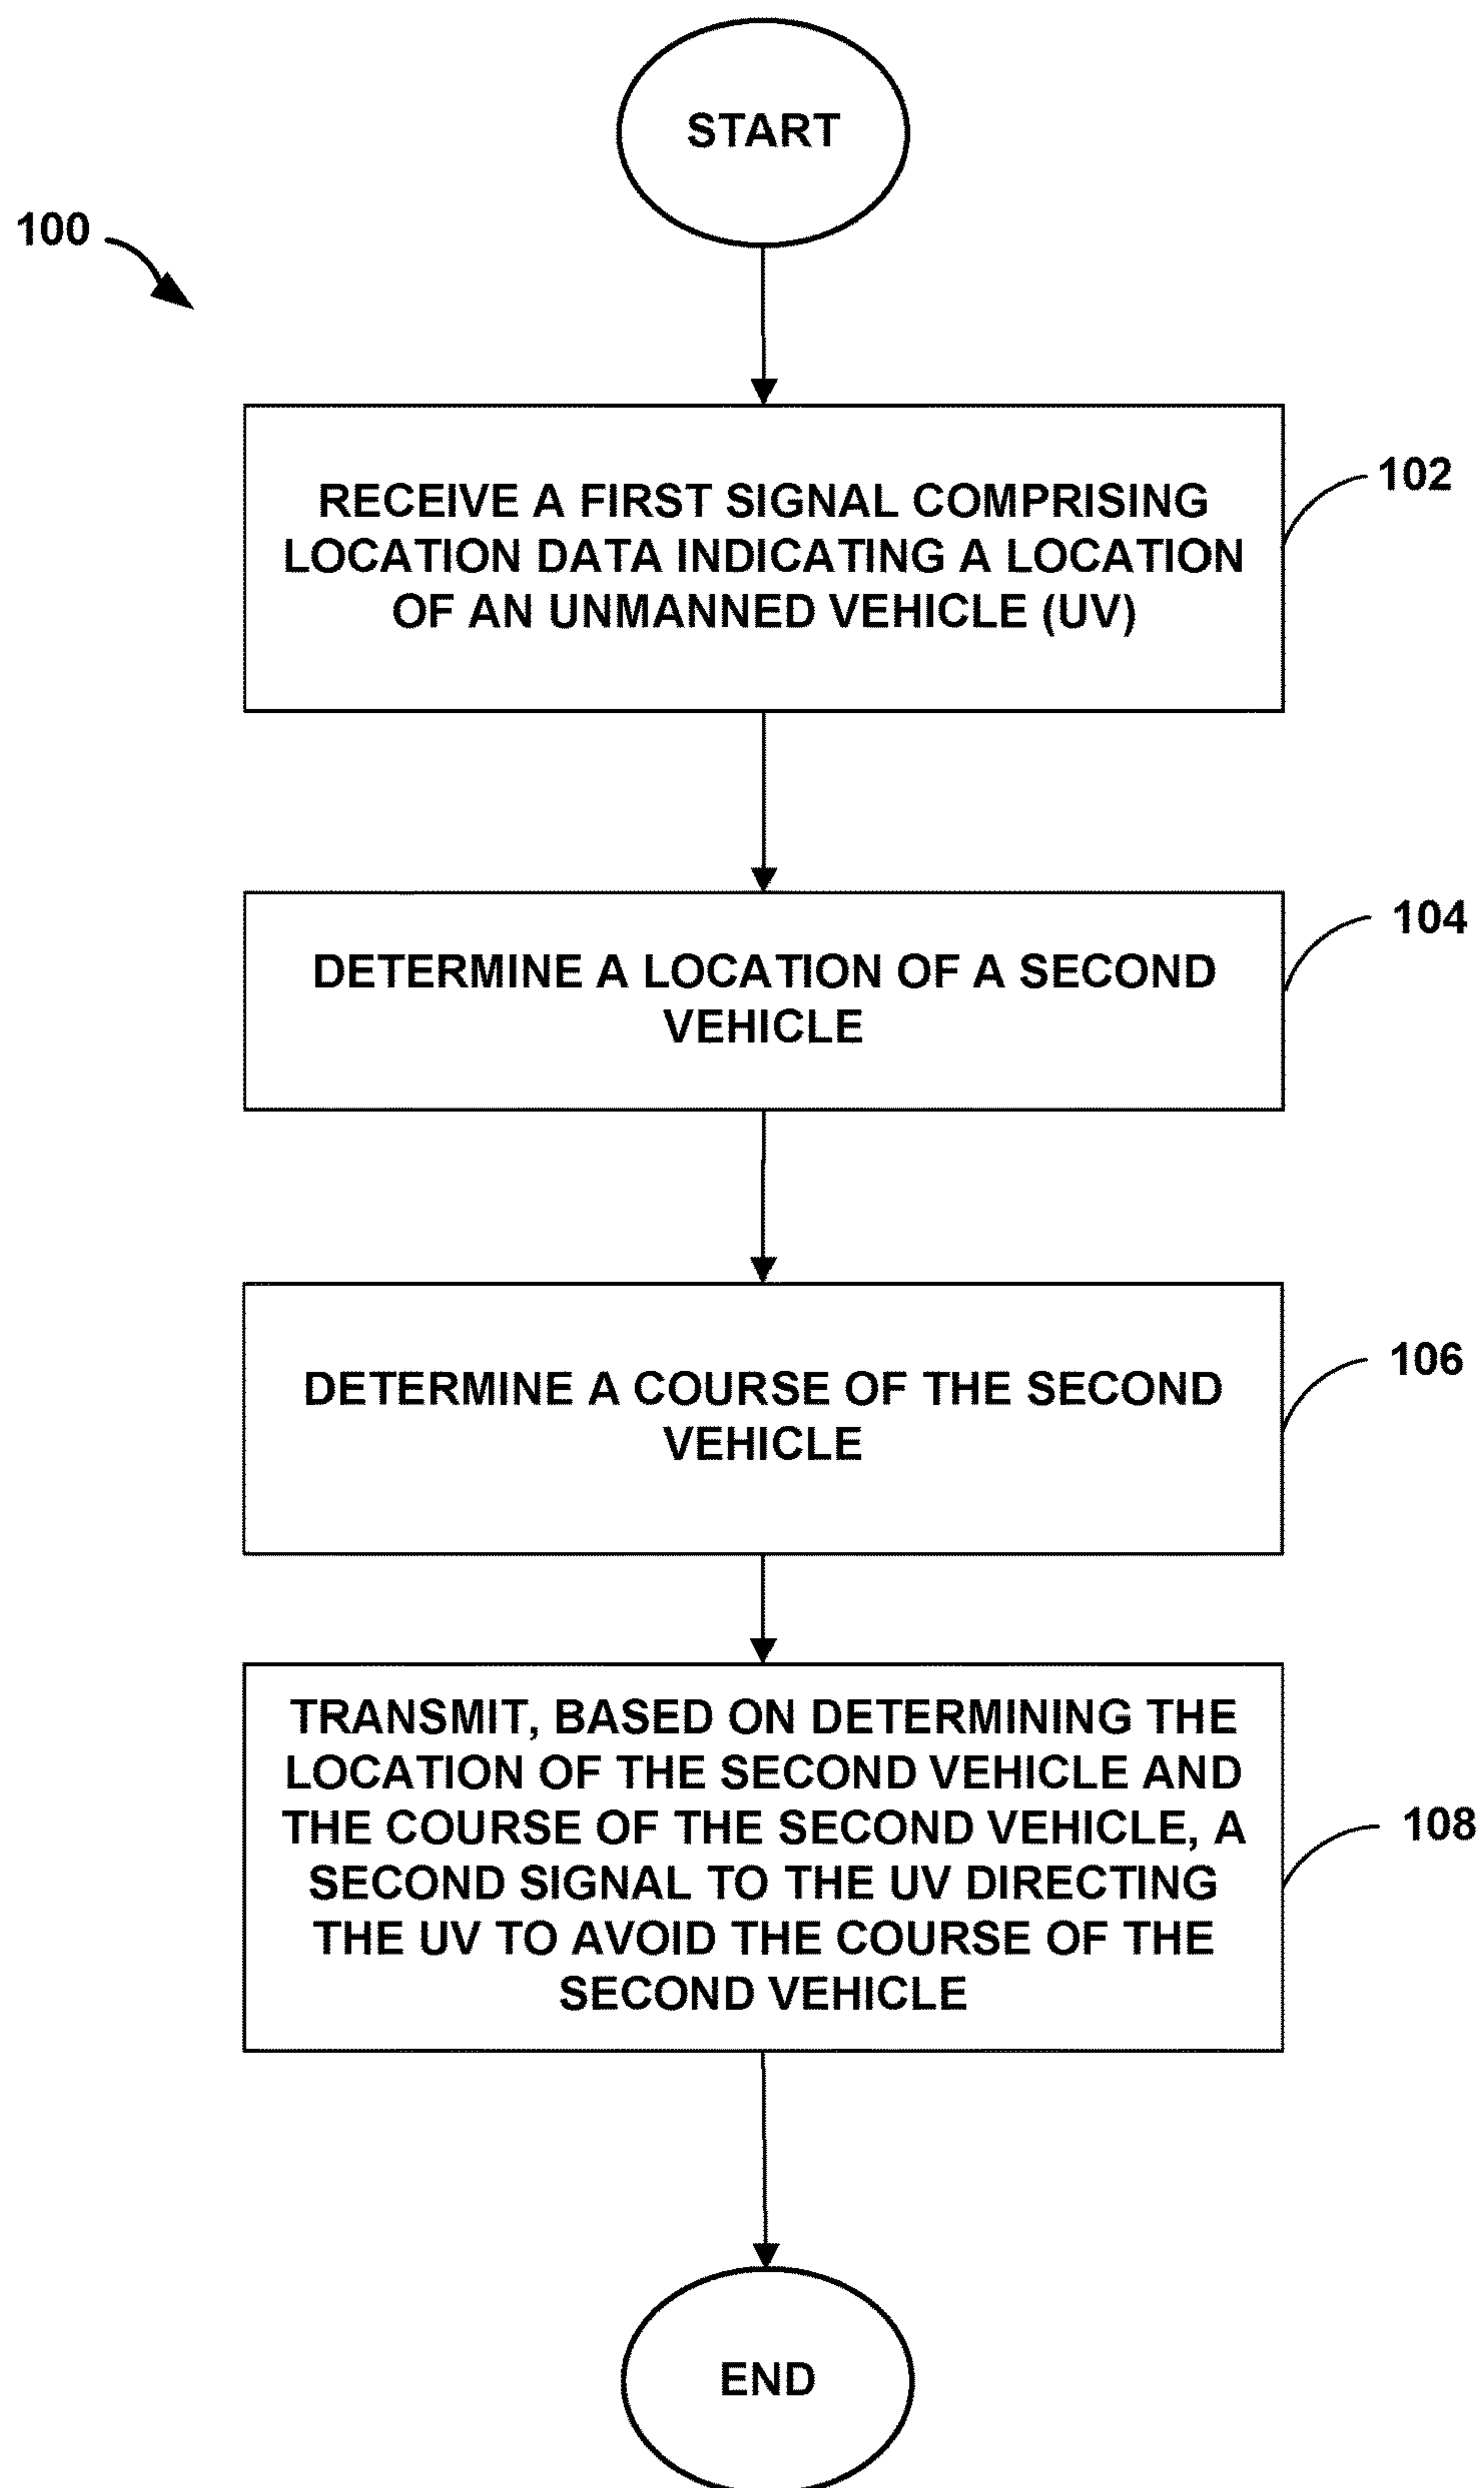 START
100
RECEIVE A FIRST SIGNAL COMPRISING
LOCATION DATA INDICATING A LOCATION
OF AN UNMANNED VEHICLE (UV)
102
DETERMINE A LOCATION OF A SECOND
VEHICLE
104
DETERMINE A COURSE OF THE SECOND
VEHICLE
106
TRANSMIT, BASED ON DETERMINING THE
LOCATION OF THE SECOND VEHICLE AND
THE COURSE OF THE SECOND VEHICLE, A
SECOND SIGNAL TO THE UV DIRECTING
THE UV TO AVOID THE COURSE OF THE
SECOND VEHICLE
108
END